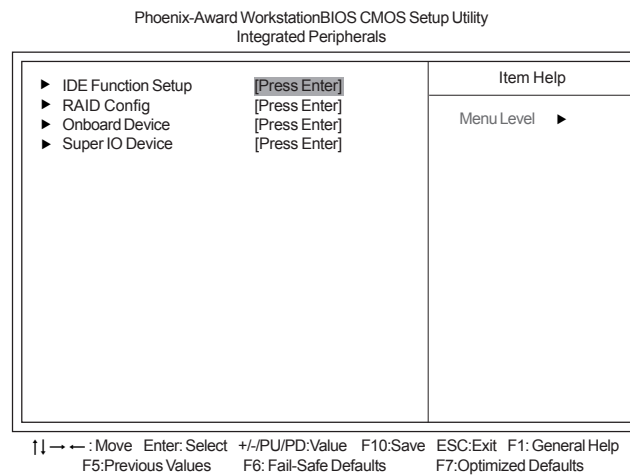 Phoenix-Award WorkstationBIOS CMOS Setup Utility
Integrated Peripherals
▶ IDE Function Setup [Press Enter]
▶ RAID Config [Press Enter]
▶ Onboard Device [Press Enter]
▶ Super IO Device [Press Enter]
Item Help
Menu Level ▶
↑↓→←: Move Enter: Select +/-/PU/PD:Value F10:Save ESC:Exit F1: General Help
F5:Previous Values F6: Fail-Safe Defaults F7:Optimized Defaults